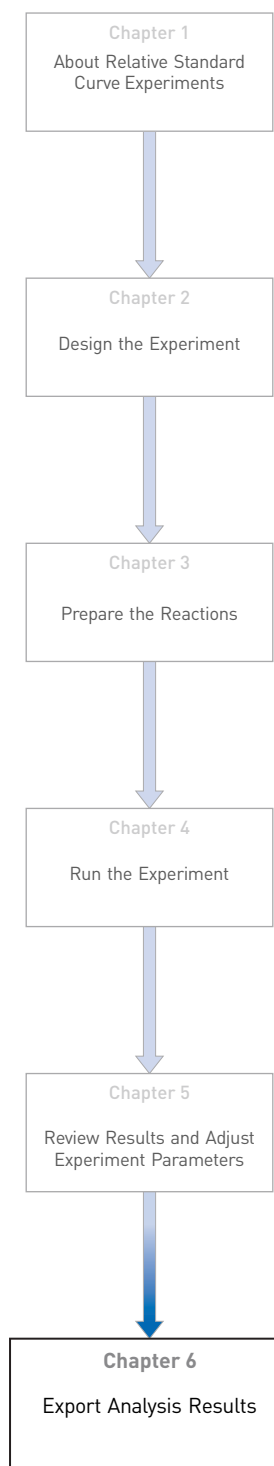 Chapter 1
About Relative Standard
Curve Experiments
Chapter 2
Design the Experiment
Chapter 3
Prepare the Reactions
Chapter 4
Run the Experiment
Chapter 5
Review Results and Adjust
Experiment Parameters
Chapter 6
Export Analysis Results